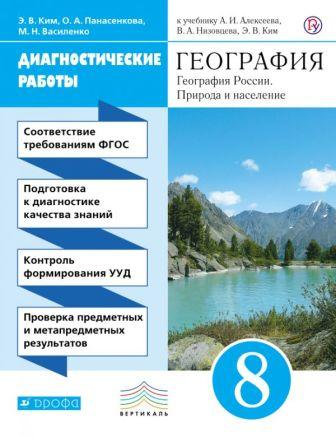 Э. В. Ким, О. А. Панасенкова,
М. Н. Василенко
к учебнику А. И. Алексеева,
В. А. Низовцева, Э. В. Ким
ДИАГНОСТИЧЕСКИЕ
РАБОТЫ
ГЕОГРАФИЯ
География России.
Природа и население
Соответствие
требованиям ФГОС
Подготовка
к диагностике
качества знаний
Контроль
формирования УУД
Проверка предметных
и метапредметных
результатов
8
ДРОФА
ВЕРТИКАЛЬ